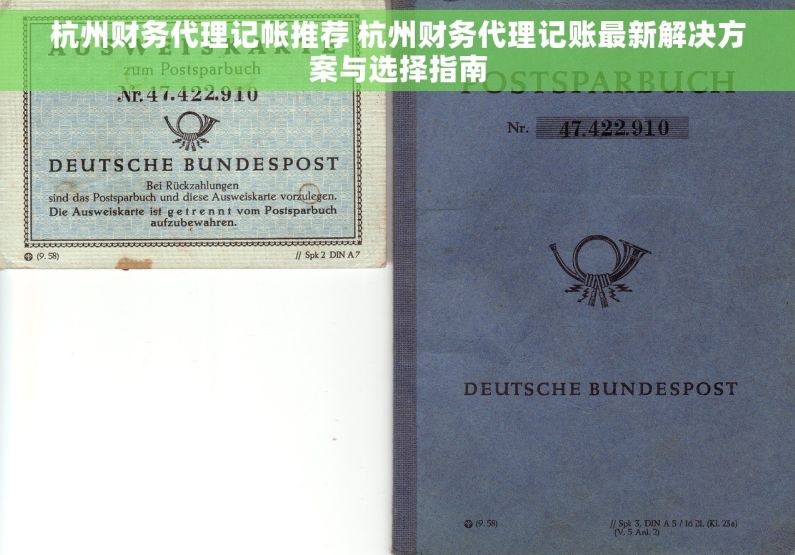 杭州财务代理记帐推荐 杭州财务代理记账最新解决方
案与选择指南
AUSWEISKARTE
zum Postsparbuch
Nr. 47.422.910
DEUTSCHE BUNDESPOST
Bei Rückzahlungen
sind das Postsparbuch und diese Ausweiskarte vorzulegen.
Die Ausweiskarte ist getrennt vom Postsparbuch
aufzubewahren.
(9. 58)
// Spk 2 DIN A 7
POSTSPARBUCH
Nr. 47.422.910
DEUTSCHE BUNDESPOST
(9. 58)
// Spk 3, DIN A 5 / 16 Bl. (Kl. 23a)
(V. 5 Anl. 2)